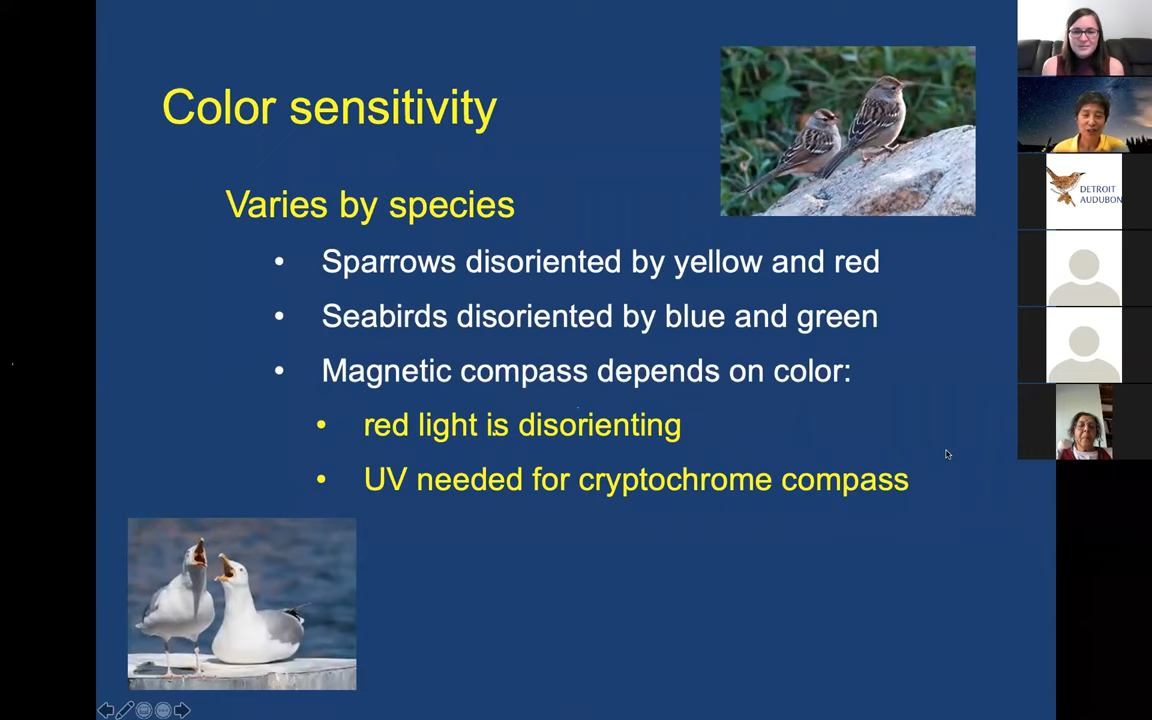 Color sensitivity
Varies by species
• Sparrows disoriented by yellow and red
• Seabirds disoriented by blue and green
• Magnetic compass depends on color:
• red light is disorienting
• UV needed for cryptochrome compass
DETROIT
AUDUBON